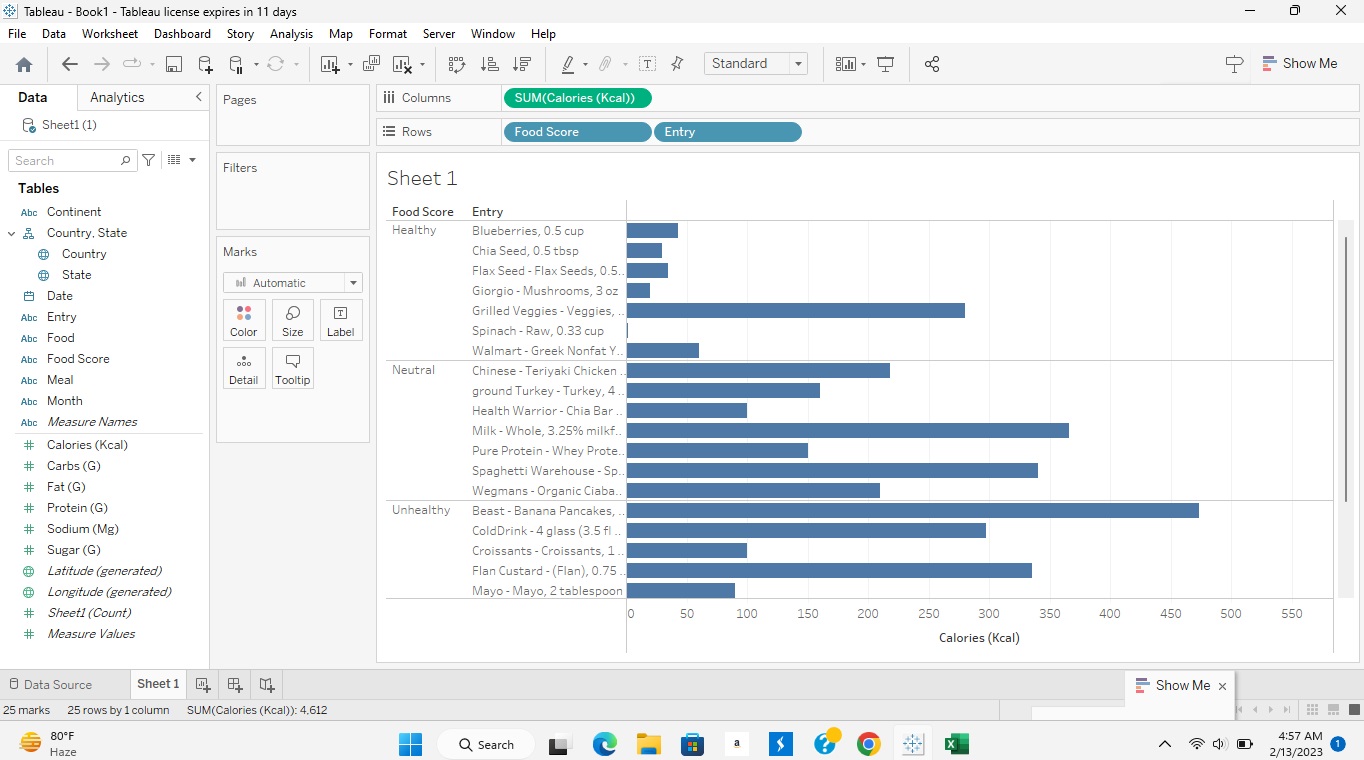 Tableau - Book1 - Tableau license expires in 11 days
File Data Worksheet Dashboard Story Analysis Map Format Server Window Help
Standard
Show Me
Data Analytics
Sheet1 (1)
Search
Tables
Abc Continent
Country, State
Country
State
Date
Abc Entry
Abc Food
Abc Food Score
Abc Meal
Abc Month
Abc Measure Names
# Calories (Kcal)
# Carbs (G)
# Fat (G)
# Protein (G)
# Sodium (Mg)
# Sugar (G)
Latitude (generated)
Longitude (generated)
# Sheet1 (Count)
# Measure Values
Pages
Filters
Marks
Automatic
Color Size Label
Detail Tooltip
Columns SUM(Calories (Kcal))
Rows Food Score Entry
Sheet 1
Food Score Entry
Healthy Blueberries, 0.5 cup
Chia Seed, 0.5 tbsp
Flax Seed - Flax Seeds, 0.5..
Giorgio - Mushrooms, 3 oz
Grilled Veggies - Veggies, ..
Spinach - Raw, 0.33 cup
Walmart - Greek Nonfat Y..
Neutral Chinese - Teriyaki Chicken ..
ground Turkey - Turkey, 4 ..
Health Warrior - Chia Bar ..
Milk - Whole, 3.25% milkf..
Pure Protein - Whey Prote..
Spaghetti Warehouse - Sp..
Wegmans - Organic Ciaba..
Unhealthy Beast - Banana Pancakes, ..
ColdDrink - 4 glass (3.5 fl ..
Croissants - Croissants, 1 ..
Flan Custard - (Flan), 0.75 ..
Mayo - Mayo, 2 tablespoon
0 50 100 150 200 250 300 350 400 450 500 550
Calories (Kcal)
Data Source Sheet 1
Show Me
25 marks 25 rows by 1 column SUM(Calories (Kcal)): 4,612
80°F
Haze
Search
a
4:57 AM
2/13/2023
1